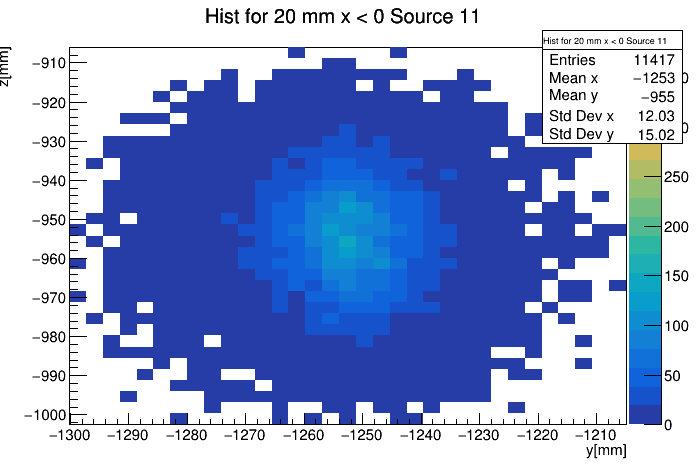 Hist for 20 mm x < 0 Source 11
z[mm]
Hist for 20 mm x < 0 Source 11
Entries 11417
Mean x −1253
Mean y −955
Std Dev x 12.03
Std Dev y 15.02
−910
−920
−930
−940
−950
−960
−970
−980
−990
−1000
−1300 −1290 −1280 −1270 −1260 −1250 −1240 −1230 −1220 −1210
y[mm]
250
200
150
100
50
0